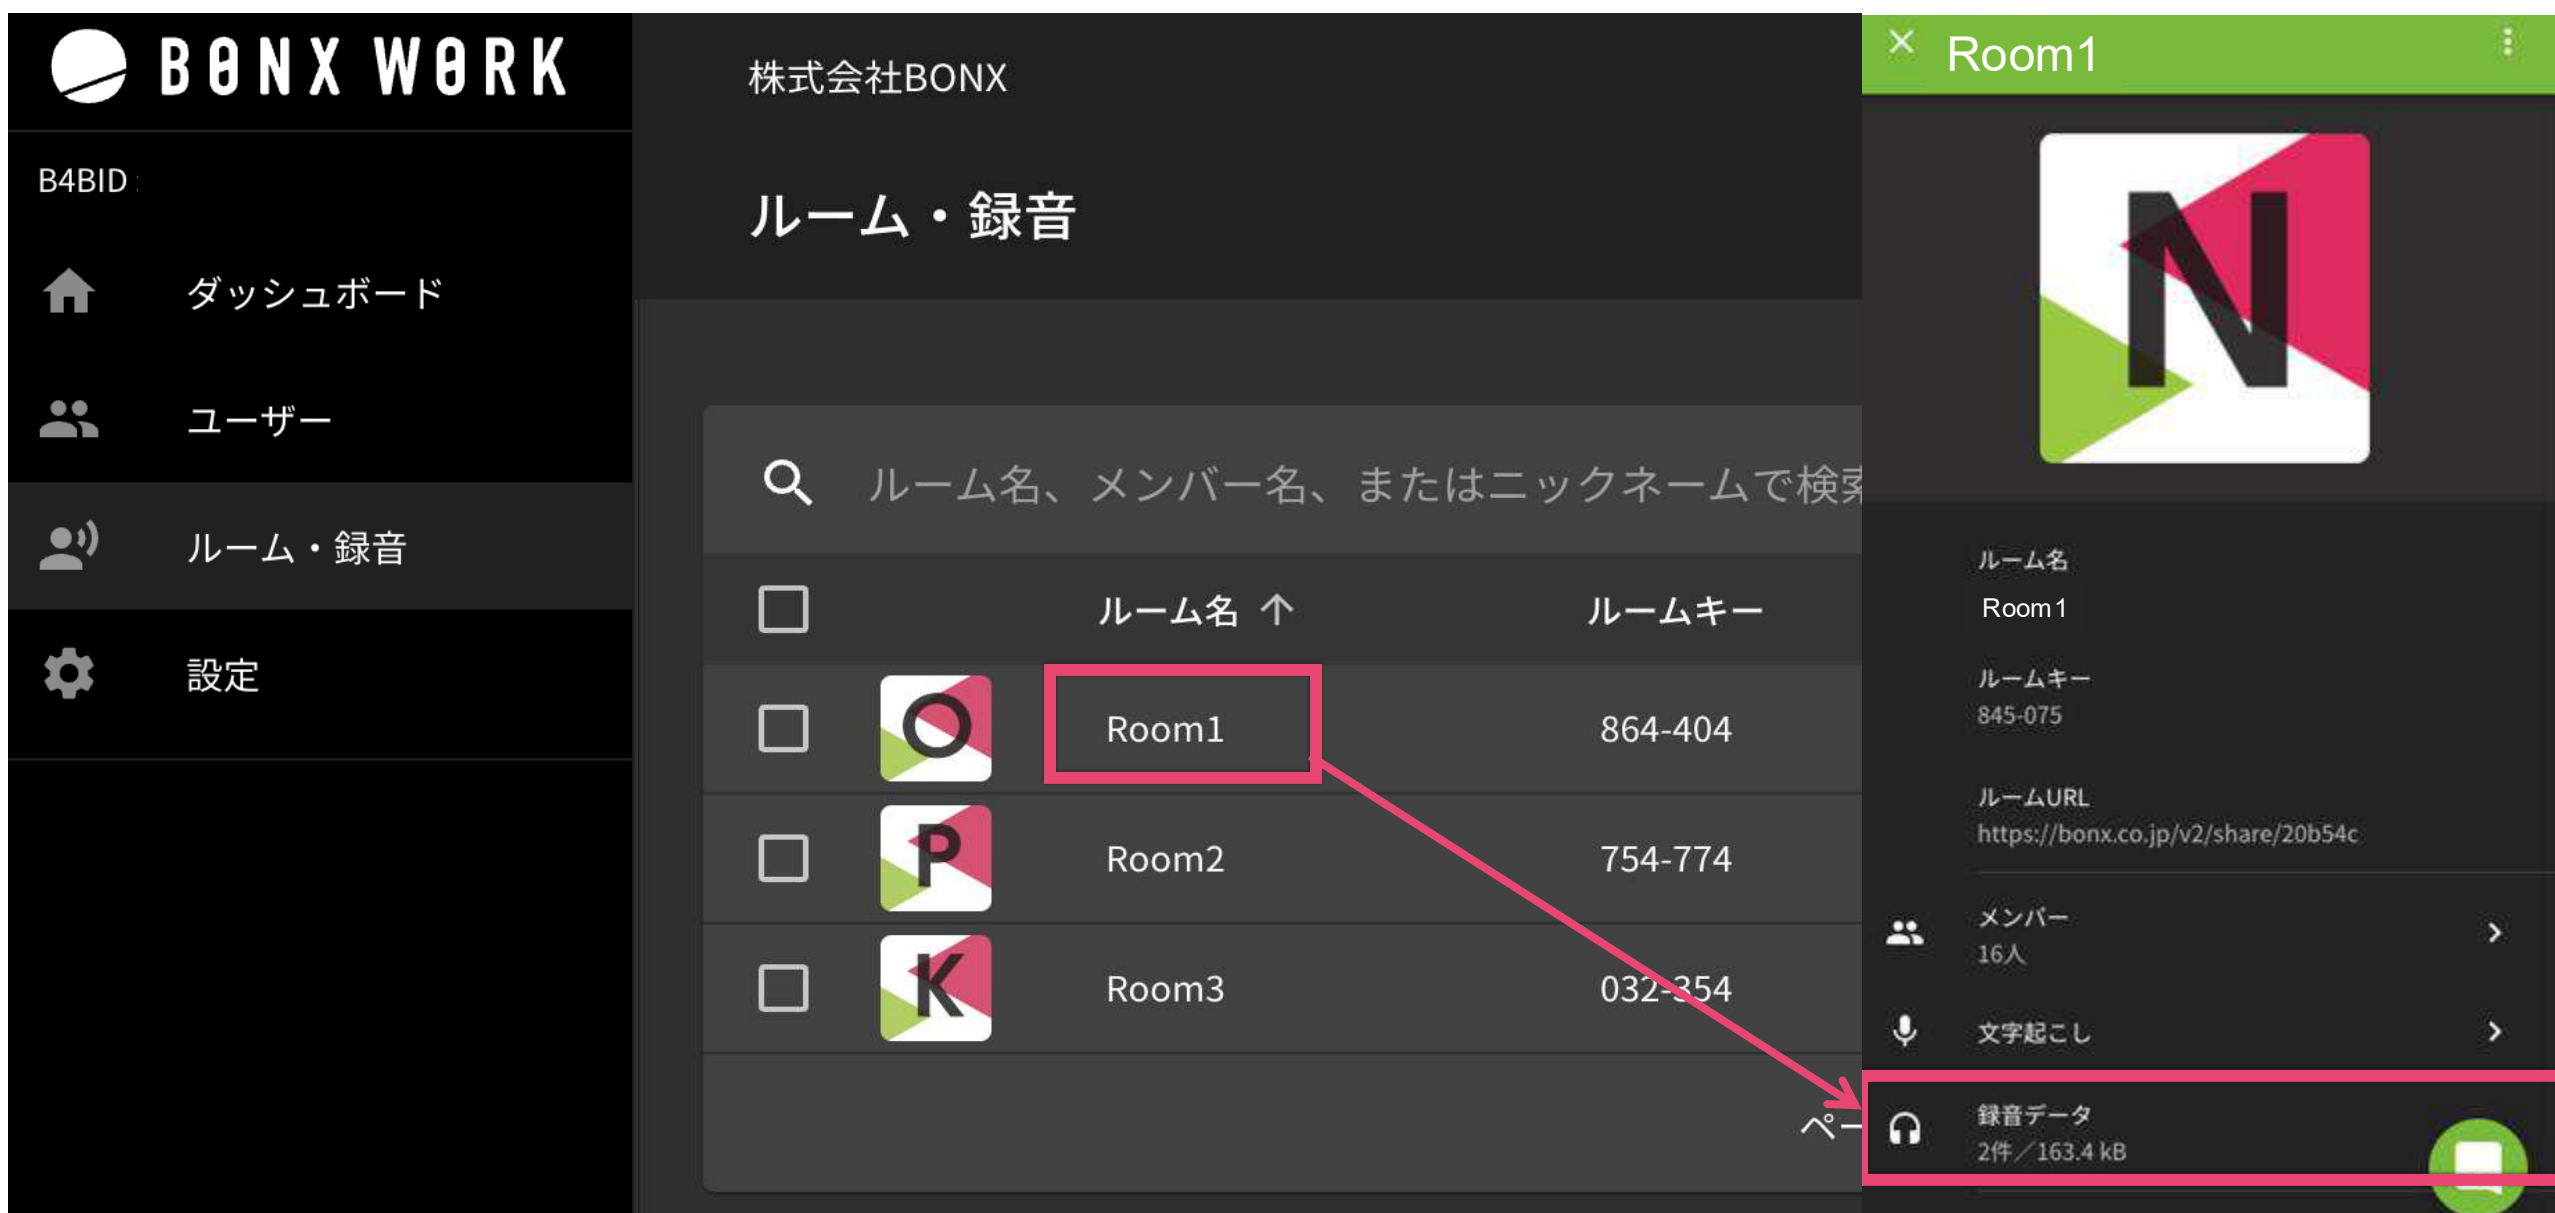 BONX WORK
B4BID :
ダッシュボード
ユーザー
ルーム・録音
設定
株式会社BONX
ルーム・録音
ルーム名、メンバー名、またはニックネームで検索
ルーム名 ↑ ルームキー
O Room1 864-404
P Room2 754-774
K Room3 032-354
ペー
× Room1
N
ルーム名
Room1
ルームキー
845-075
ルームURL
https://bonx.co.jp/v2/share/20b54c
メンバー
16人
文字起こし
録音データ
2件／163.4 kB